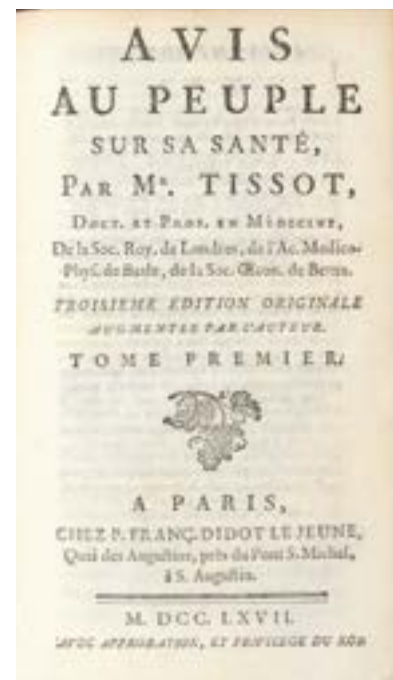 AVIS
AU PEUPLE
SUR SA SANTÉ,
PAR Mr. TISSOT,
DOCT. ET PROF. EN MÉDECINE,
De la Soc. Roy. de Londres, de l'Ac. Medico-
Phys. de Basle, de la Soc. Œcon. de Berne.
TROISIEME EDITION ORIGINALE
AUGMENTÉE PAR L'AUTEUR.
TOME PREMIER.
A PARIS,
CHEZ P. FRANÇ. DIDOT LE JEUNE,
Quai des Augustins, près du Pont S. Michel,
à S. Augustin.
M. DCC. LXVII.
AVEC APPROBATION, ET PRIVILEGE DU ROI